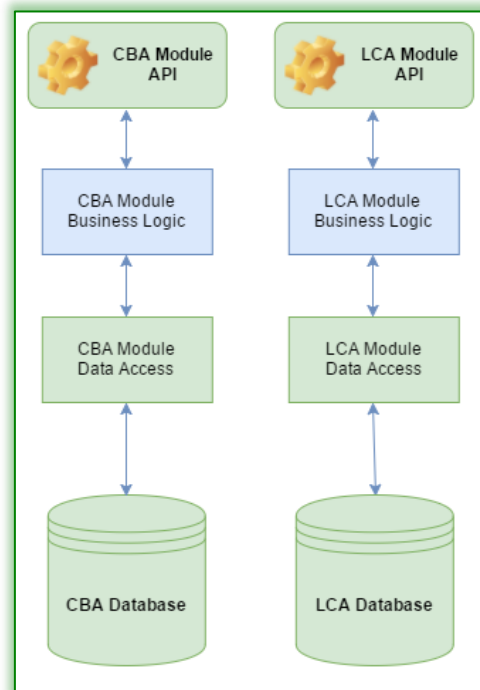 CBA Module
API
LCA Module
API
CBA Module
Business Logic
LCA Module
Business Logic
CBA Module
Data Access
LCA Module
Data Access
CBA Database
LCA Database